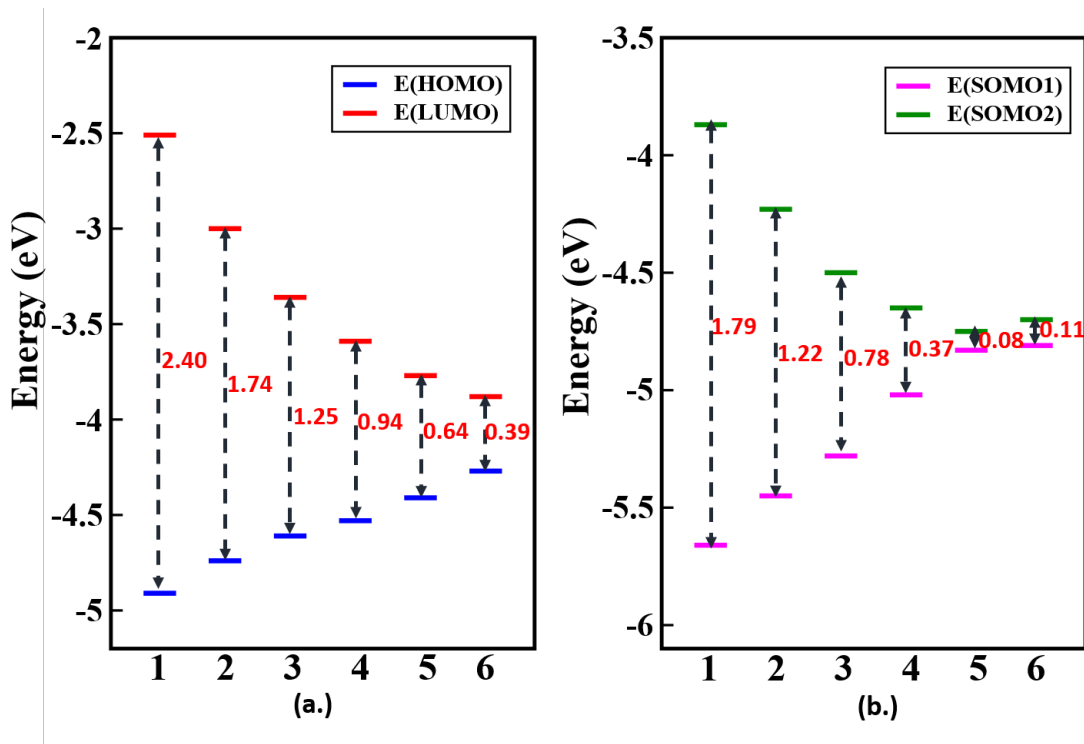 Energy (eV)
-2
-2.5
-3
-3.5
-4
-4.5
-5
E(HOMO)
E(LUMO)
2.40
1.74
1.25
0.94
0.64
0.39
1 2 3 4 5 6
(a.)
Energy (eV)
-3.5
-4
-4.5
-5
-5.5
-6
E(SOMO1)
E(SOMO2)
1.79
1.22
0.78
0.37
0.08
0.11
1 2 3 4 5 6
(b.)